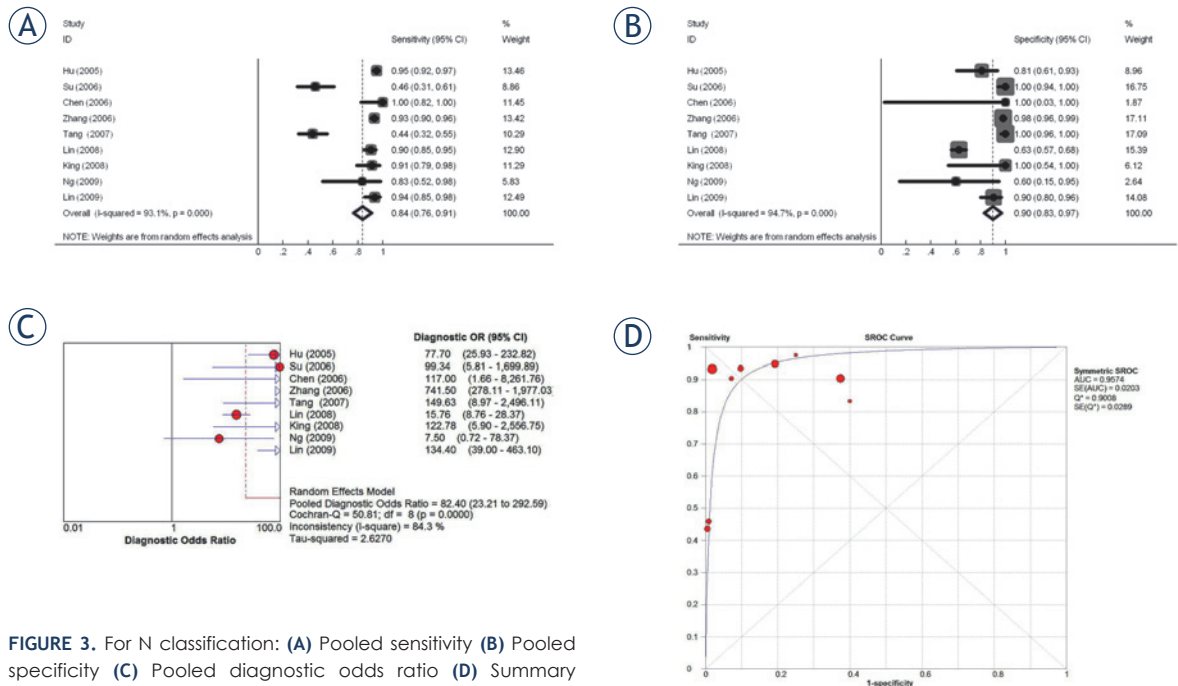 A
Study %
ID Sensitivity (95% CI) Weight
Hu (2005) 0.95 (0.92, 0.97) 13.46
Su (2006) 0.46 (0.31, 0.61) 8.86
Chen (2006) 1.00 (0.82, 1.00) 11.45
Zhang (2006) 0.93 (0.90, 0.96) 13.42
Tang (2007) 0.44 (0.32, 0.55) 10.29
Lin (2008) 0.90 (0.85, 0.95) 12.90
King (2008) 0.91 (0.79, 0.98) 11.29
Ng (2009) 0.83 (0.52, 0.98) 5.83
Lin (2009) 0.94 (0.85, 0.98) 12.49
Overall (I-squared = 93.1%, p = 0.000) 0.84 (0.76, 0.91) 100.00
NOTE: Weights are from random effects analysis
0 .2 .4 .6 .8 1
B
Study %
ID Specificity (95% CI) Weight
Hu (2005) 0.81 (0.61, 0.93) 8.96
Su (2006) 1.00 (0.94, 1.00) 16.75
Chen (2006) 1.00 (0.03, 1.00) 1.87
Zhang (2006) 0.98 (0.96, 0.99) 17.11
Tang (2007) 1.00 (0.96, 1.00) 17.09
Lin (2008) 0.63 (0.57, 0.68) 15.39
King (2008) 1.00 (0.54, 1.00) 6.12
Ng (2009) 0.60 (0.15, 0.95) 2.64
Lin (2009) 0.90 (0.80, 0.96) 14.08
Overall (I-squared = 94.7%, p = 0.000) 0.90 (0.83, 0.97) 100.00
NOTE: Weights are from random effects analysis
0 .2 .4 .6 .8 1
C
Diagnostic OR (95% CI)
Hu (2005) 77.70 (25.93 - 232.82)
Su (2006) 99.34 (5.81 - 1,699.89)
Chen (2006) 117.00 (1.66 - 8,261.76)
Zhang (2006) 741.50 (278.11 - 1,977.03)
Tang (2007) 149.63 (8.97 - 2,496.11)
Lin (2008) 15.76 (8.76 - 28.37)
King (2008) 122.78 (5.90 - 2,556.75)
Ng (2009) 7.50 (0.72 - 78.37)
Lin (2009) 134.40 (39.00 - 463.10)
Random Effects Model
Pooled Diagnostic Odds Ratio = 82.40 (23.21 to 292.59)
Cochran-Q = 50.81; df = 8 (p = 0.0000)
Inconsistency (I-square) = 84.3 %
Tau-squared = 2.6270
0.01 1 100.0
Diagnostic Odds Ratio
D
Sensitivity SROC Curve
1
0.9
0.8
0.7
0.6
0.5
0.4
0.3
0.2
0.1
0
0 0.2 0.4 0.6 0.8 1
1-specificity
Symmetric SROC
AUC = 0.9574
SE(AUC) = 0.0203
Q* = 0.9008
SE(Q*) = 0.0289
FIGURE 3. For N classification: (A) Pooled sensitivity (B) Pooled
specificity (C) Pooled diagnostic odds ratio (D) Summary